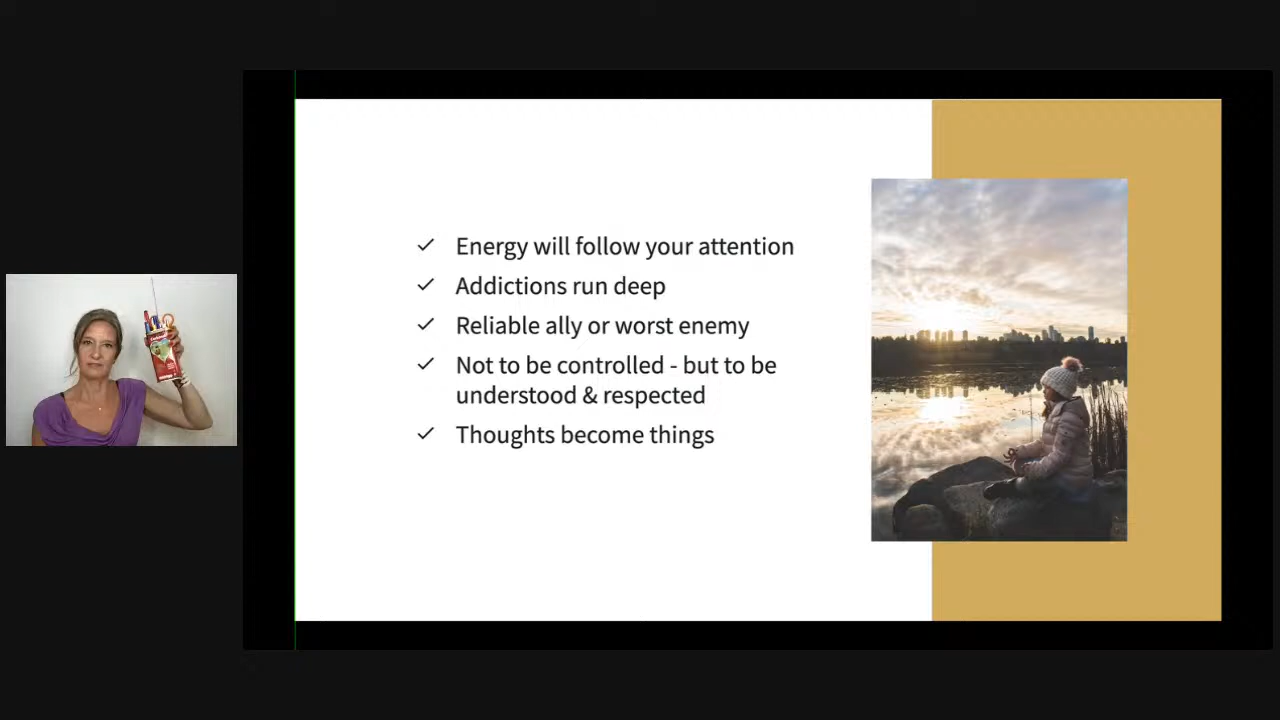 Energy will follow your attention
Addictions run deep
Reliable ally or worst enemy
Not to be controlled - but to be
understood & respected
Thoughts become things